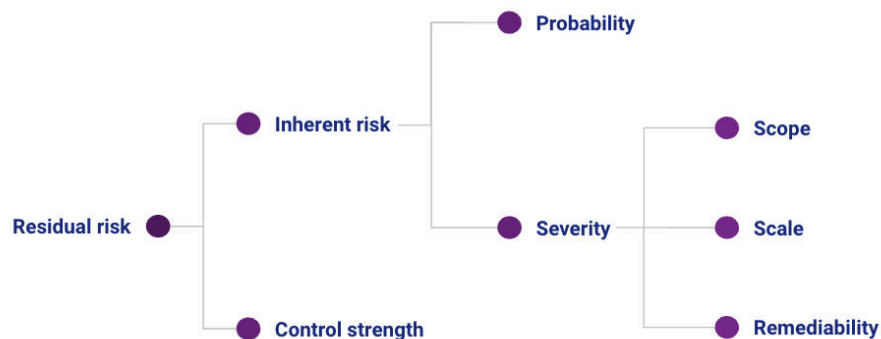 Probability
Inherent risk
Scope
Residual risk
Severity
Scale
Control strength
Remediability